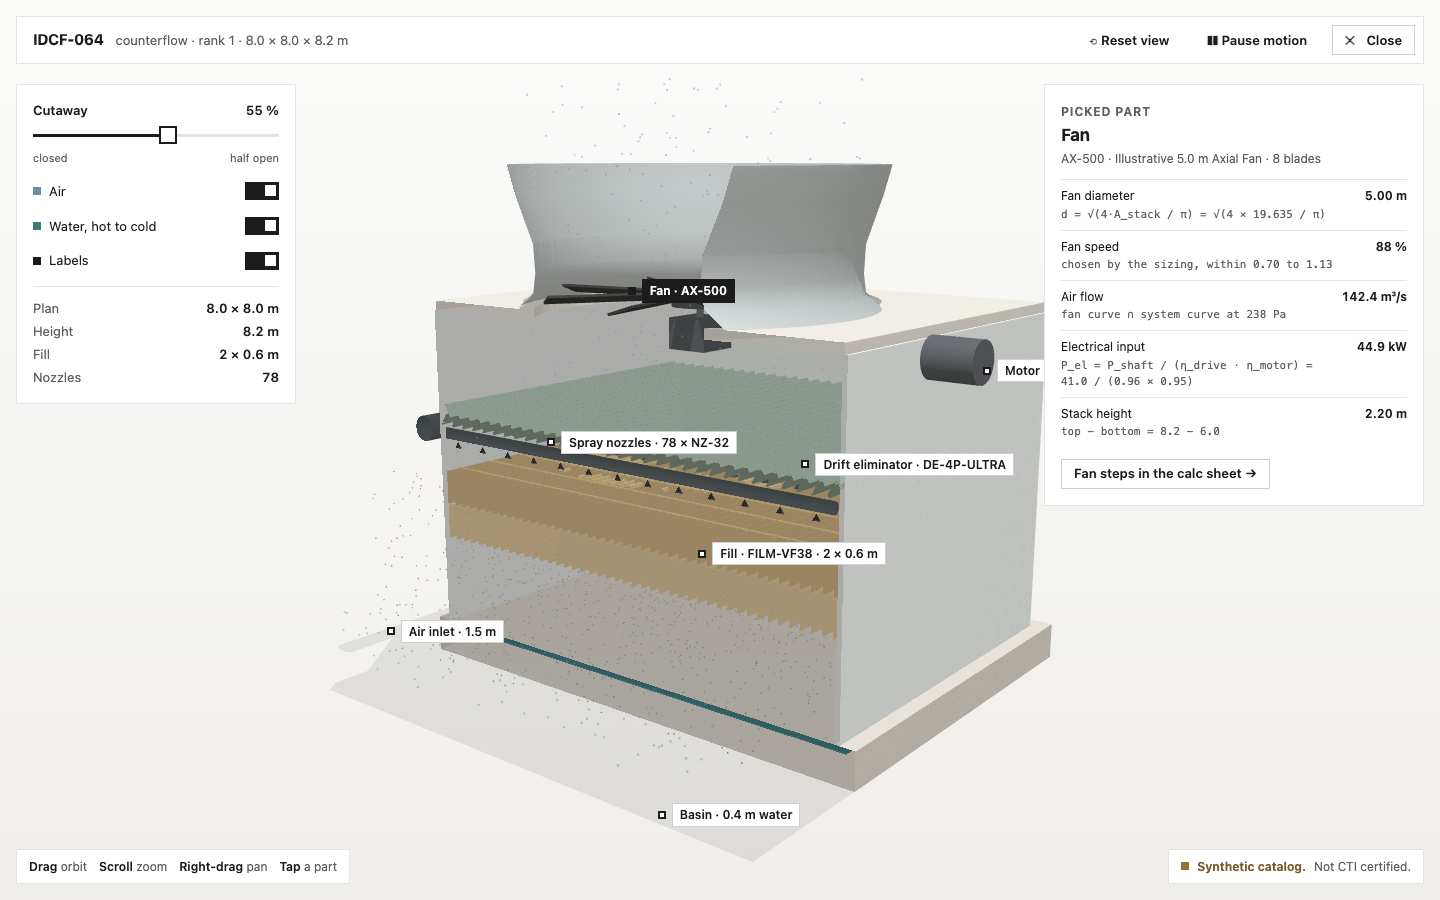 IDCF-064 counterflow · rank 1 · 8.0 × 8.0 × 8.2 m
Reset view
Pause motion
Close
Cutaway 55 %
closed half open
Air
Water, hot to cold
Labels
Plan 8.0 × 8.0 m
Height 8.2 m
Fill 2 × 0.6 m
Nozzles 78
Fan · AX-500
Motor
Spray nozzles · 78 × NZ-32
Drift eliminator · DE-4P-ULTRA
Fill · FILM-VF38 · 2 × 0.6 m
Air inlet · 1.5 m
Basin · 0.4 m water
PICKED PART
Fan
AX-500 · Illustrative 5.0 m Axial Fan · 8 blades
Fan diameter 5.00 m
d = √(4·A_stack / π) = √(4 × 19.635 / π)
Fan speed 88 %
chosen by the sizing, within 0.70 to 1.13
Air flow 142.4 m³/s
fan curve ∩ system curve at 238 Pa
Electrical input 44.9 kW
P_el = P_shaft / (η_drive · η_motor) =
41.0 / (0.96 × 0.95)
Stack height 2.20 m
top − bottom = 8.2 − 6.0
Fan steps in the calc sheet →
Drag orbit Scroll zoom Right-drag pan Tap a part
Synthetic catalog. Not CTI certified.